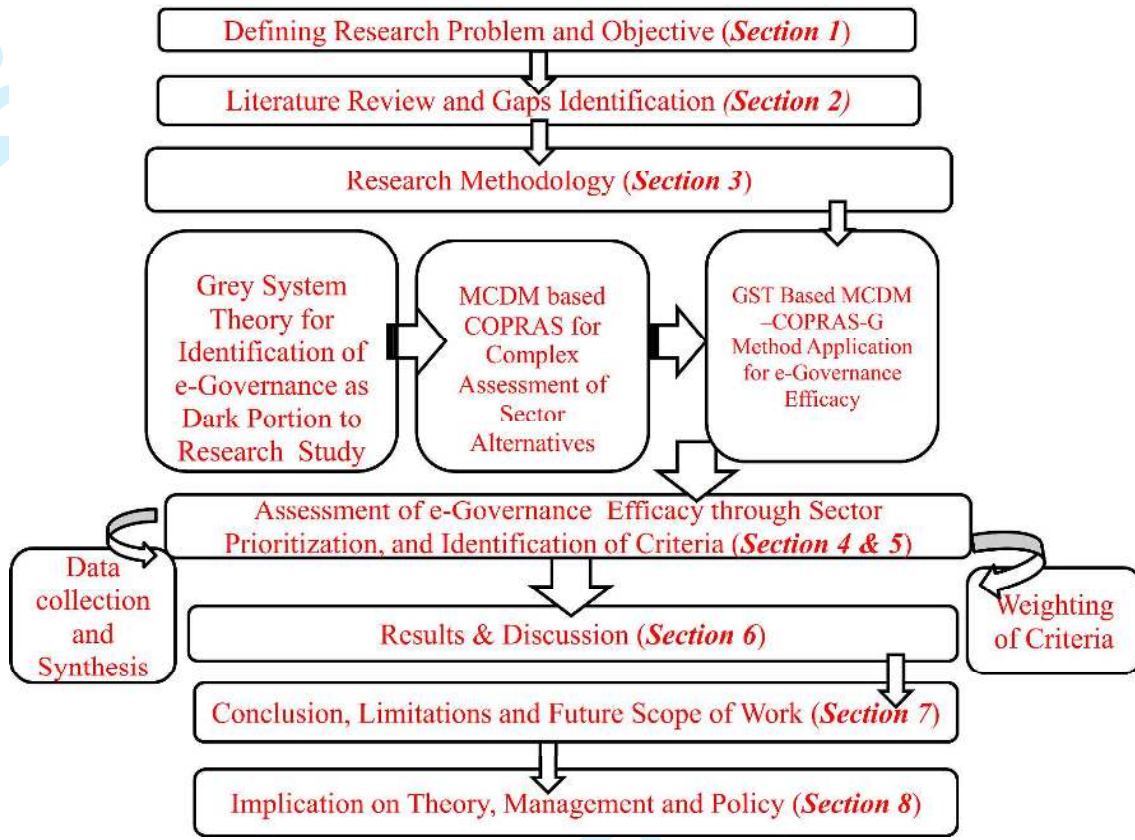 Defining Research Problem and Objective (Section 1)
Literature Review and Gaps Identification (Section 2)
Research Methodology (Section 3)
Grey System
Theory for
Identification of
e-Governance as
Dark Portion to
Research Study
MCDM based
COPRAS for
Complex
Assessment of
Sector
Alternatives
GST Based MCDM
–COPRAS-G
Method Application
for e-Governance
Efficacy
Assessment of e-Governance Efficacy through Sector
Prioritization, and Identification of Criteria (Section 4 & 5)
Data
collection
and
Synthesis
Weighting
of Criteria
Results & Discussion (Section 6)
Conclusion, Limitations and Future Scope of Work (Section 7)
Implication on Theory, Management and Policy (Section 8)